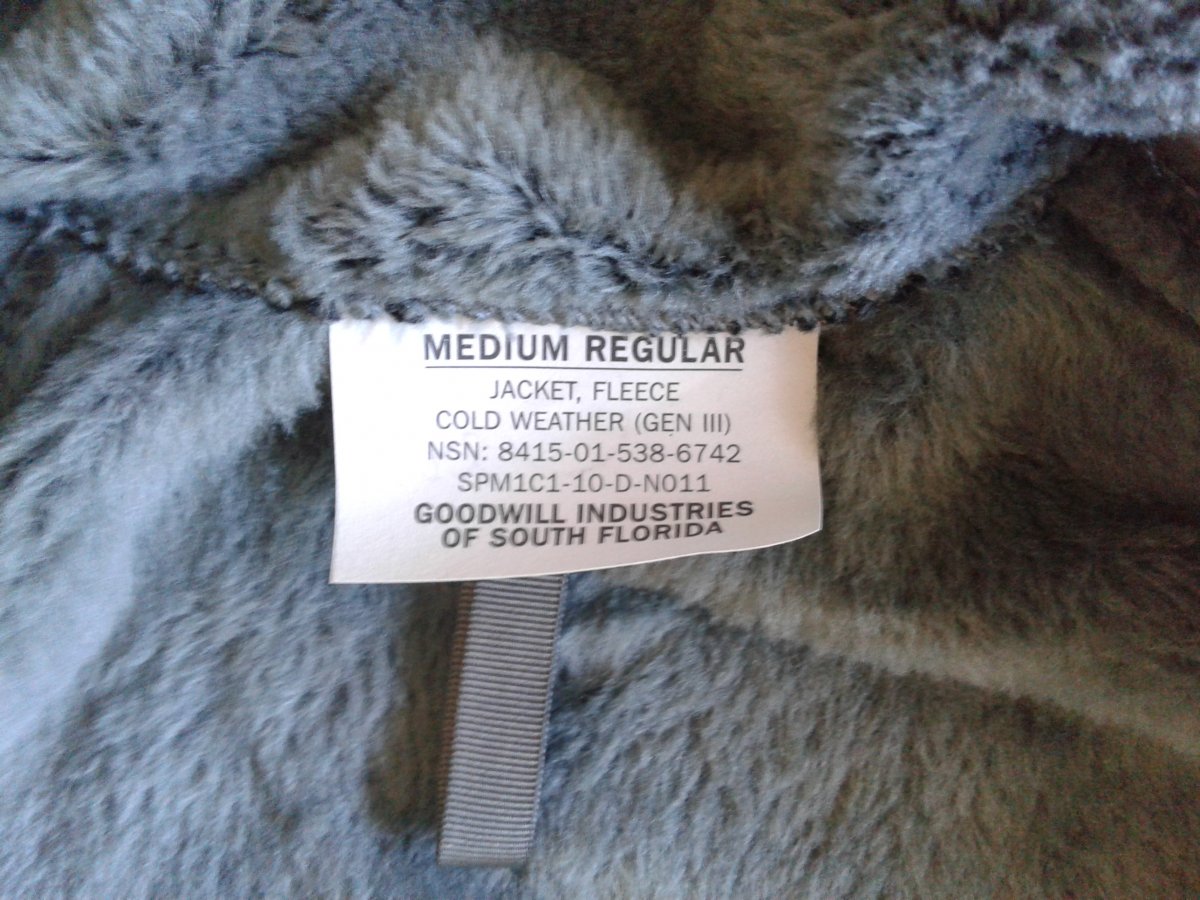 MEDIUM REGULAR
JACKET, FLEECE
COLD WEATHER (GEN III)
NSN: 8415-01-538-6742
SPM1C1-10-D-N011
GOODWILL INDUSTRIES
OF SOUTH FLORIDA